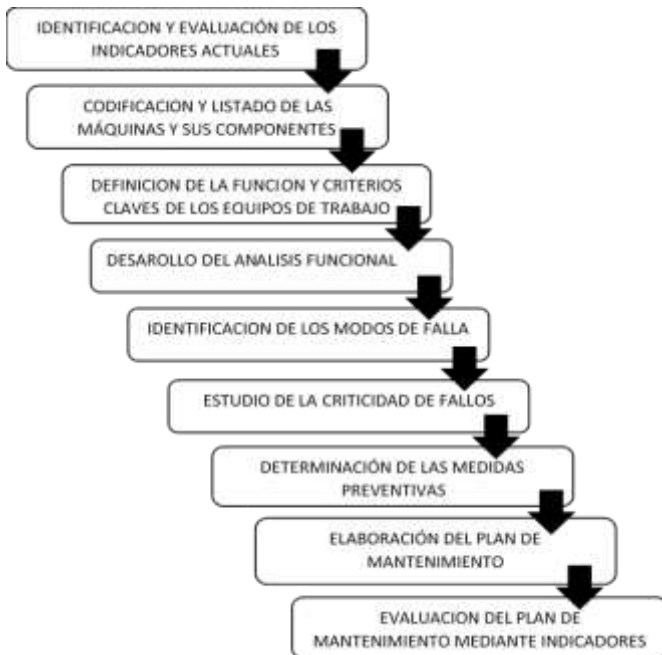 IDENTIFICACION Y EVALUACIÓN DE LOS
INDICADORES ACTUALES
CODIFICACION Y LISTADO DE LAS
MÁQUINAS Y SUS COMPONENTES
DEFINICION DE LA FUNCION Y CRITERIOS
CLAVES DE LOS EQUIPOS DE TRABAJO
DESAROLLO DEL ANALISIS FUNCIONAL
IDENTIFICACION DE LOS MODOS DE FALLA
ESTUDIO DE LA CRITICIDAD DE FALLOS
DETERMINACIÓN DE LAS MEDIDAS
PREVENTIVAS
ELABORACIÓN DEL PLAN DE
MANTENIMIENTO
EVALUACION DEL PLAN DE
MANTENIMIENTO MEDIANTE INDICADORES